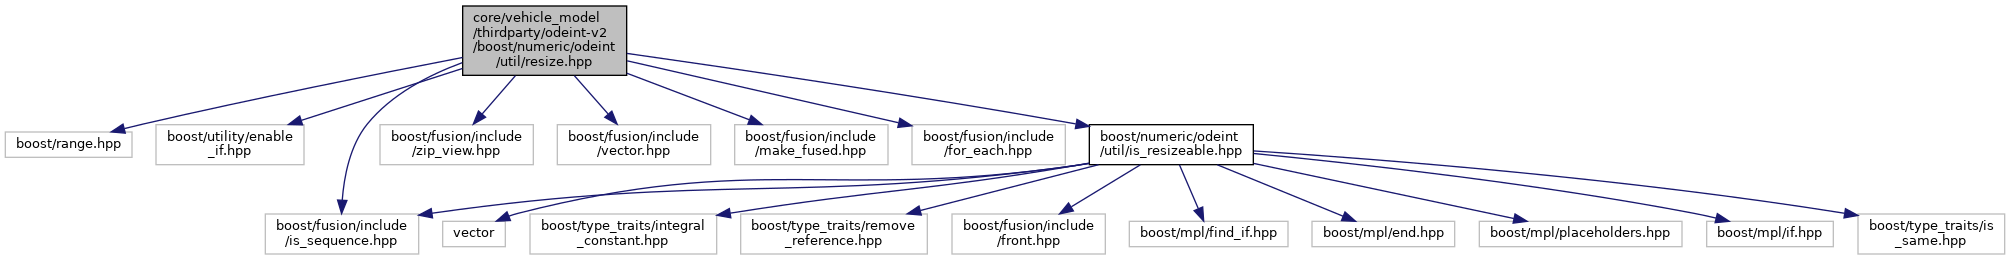 core/vehicle_model
/thirdparty/odeint-v2
/boost/numeric/odeint
/util/resize.hpp
boost/range.hpp
boost/utility/enable
_if.hpp
boost/fusion/include
/zip_view.hpp
boost/fusion/include
/vector.hpp
boost/fusion/include
/make_fused.hpp
boost/fusion/include
/for_each.hpp
boost/numeric/odeint
/util/is_resizeable.hpp
boost/fusion/include
/is_sequence.hpp
vector
boost/type_traits/integral
_constant.hpp
boost/type_traits/remove
_reference.hpp
boost/fusion/include
/front.hpp
boost/mpl/find_if.hpp
boost/mpl/end.hpp
boost/mpl/placeholders.hpp
boost/mpl/if.hpp
boost/type_traits/is
_same.hpp